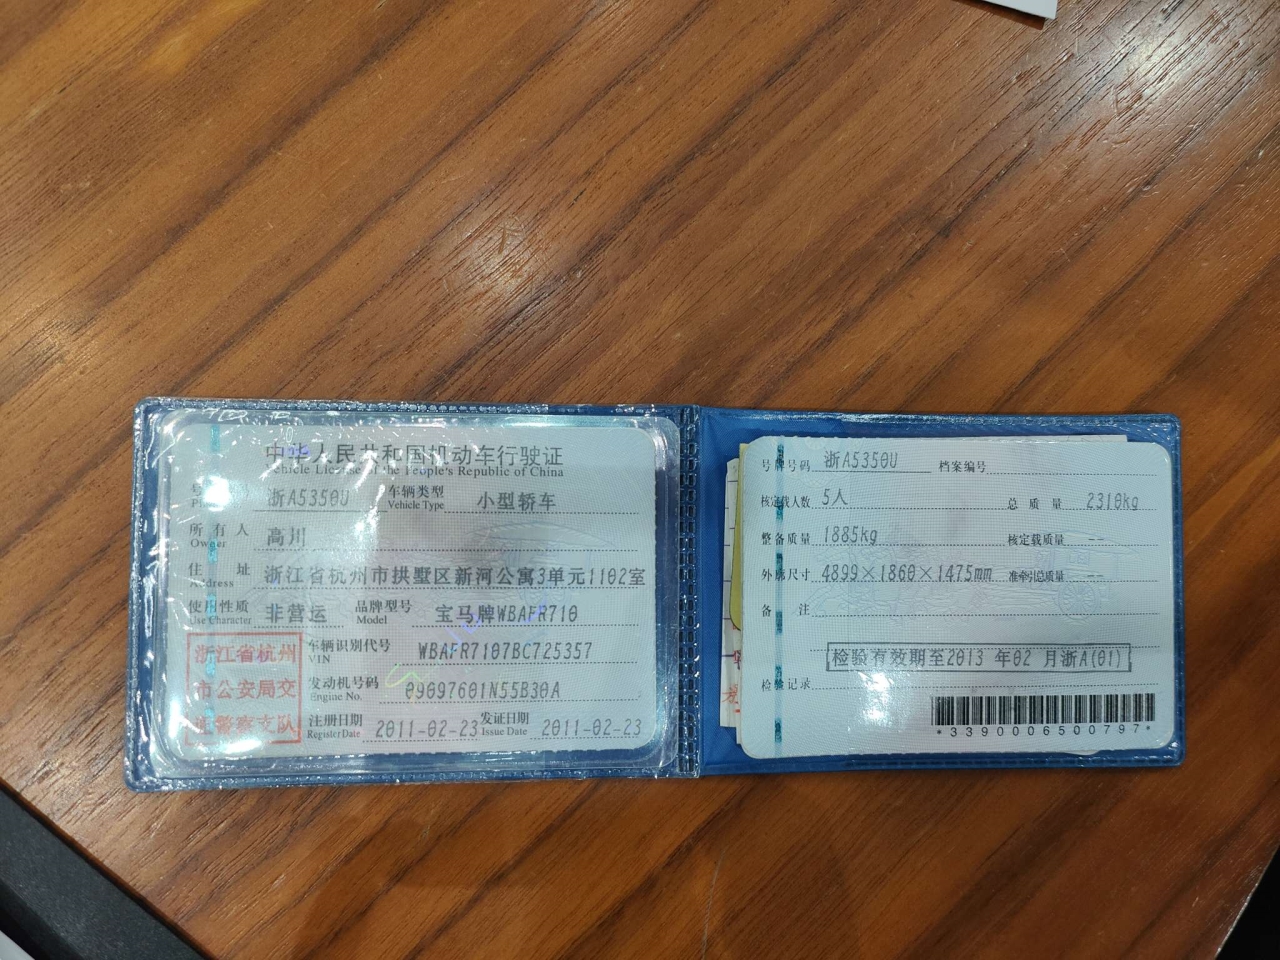 中华人民共和国机动车行驶证
Vehicle License of the People's Republic of China
号 浙A5350U 车辆类型 Vehicle Type 小型轿车
所有人 Owner 高川
住址 Address 浙江省杭州市拱墅区新河公寓3单元1102室
使用性质 Use Character 非营运 品牌型号 Model 宝马牌WBAFR710
浙江省杭州市公安局交 警察支队
车辆识别代号 VIN WBAFR7107BC725357
发动机号码 Engine No. 09097601N55B30A
注册日期 Register Date 2011-02-23 发证日期 Issue Date 2011-02-23
号牌号码 浙A5350U 档案编号
核定载人数 5人 总质量 2310kg
整备质量 1885kg 核定载质量 --
外廓尺寸 4899×1860×1475mm 准牵引总质量 --
备注
检验有效期至2013 年02 月浙A(01)
检验记录
*3390006500797*